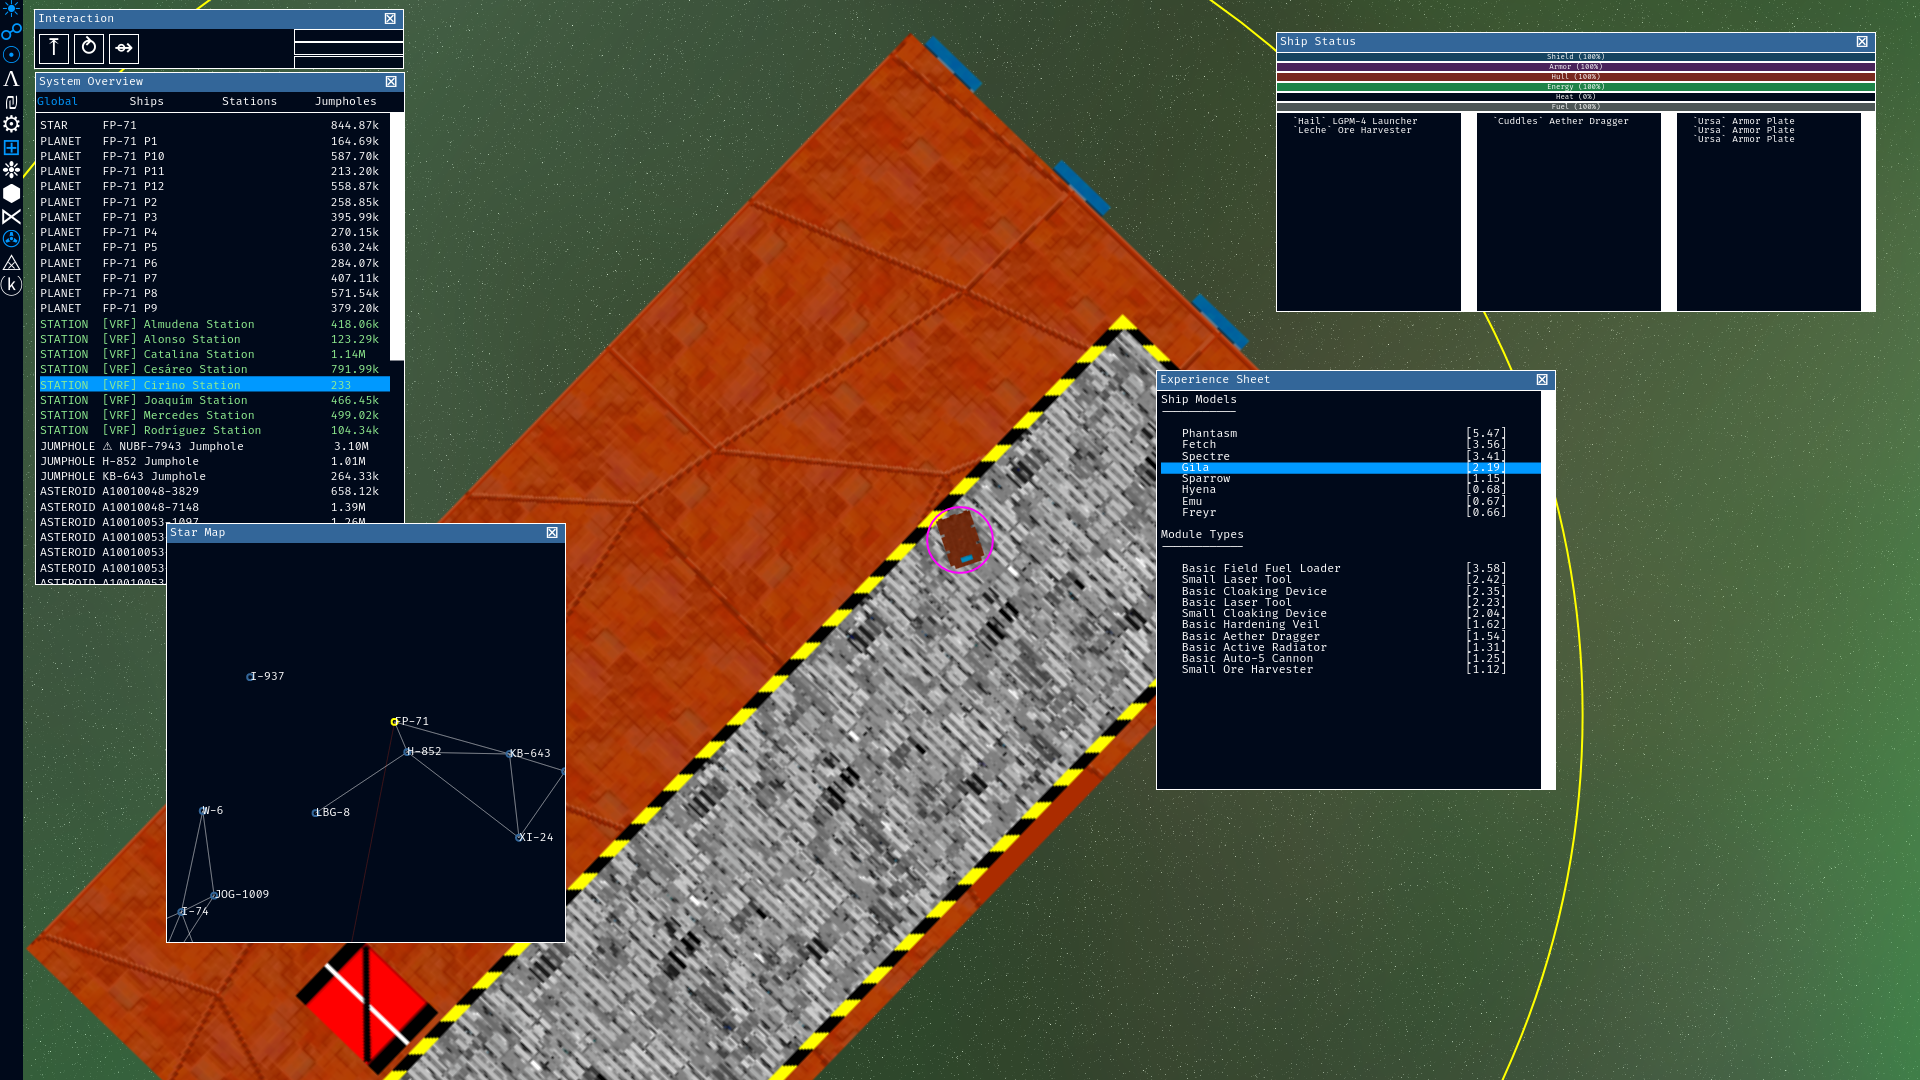 Interaction
System Overview
Global Ships Stations Jumpholes
STAR FP-71 844.87k
PLANET FP-71 P1 164.69k
PLANET FP-71 P10 587.70k
PLANET FP-71 P11 213.20k
PLANET FP-71 P12 558.87k
PLANET FP-71 P2 258.85k
PLANET FP-71 P3 395.99k
PLANET FP-71 P4 270.15k
PLANET FP-71 P5 630.24k
PLANET FP-71 P6 284.07k
PLANET FP-71 P7 407.11k
PLANET FP-71 P8 571.54k
PLANET FP-71 P9 379.20k
STATION [VRF] Almudena Station 418.06k
STATION [VRF] Alonso Station 123.29k
STATION [VRF] Catalina Station 1.14M
STATION [VRF] Cesáreo Station 791.99k
STATION [VRF] Cirino Station 233
STATION [VRF] Joaquím Station 466.45k
STATION [VRF] Mercedes Station 499.02k
STATION [VRF] Rodríguez Station 104.34k
JUMPHOLE ⚠ NUBF-7943 Jumphole 3.10M
JUMPHOLE H-852 Jumphole 1.01M
JUMPHOLE KB-643 Jumphole 264.33k
ASTEROID A10010048-3829 658.12k
ASTEROID A10010048-7148 1.39M
ASTEROID A10010053-1097 1.26M
ASTEROID A10010053
ASTEROID A10010053
ASTEROID A10010053
ASTEROID A10010053
Star Map
I-937
FP-71
H-852
KB-643
W-6
LBG-8
XI-24
JOG-1009
I-74
Ship Status
Shield (100%)
Armor (100%)
Hull (100%)
Energy (100%)
Heat (0%)
Fuel (100%)
`Hail` LGPM-4 Launcher
`Leche` Ore Harvester
`Cuddles` Aether Dragger
`Ursa` Armor Plate
`Ursa` Armor Plate
`Ursa` Armor Plate
Experience Sheet
Ship Models
Phantasm [5.47]
Fetch [3.56]
Spectre [3.41]
Gila [2.19]
Sparrow [1.15]
Hyena [0.68]
Emu [0.67]
Freyr [0.66]
Module Types
Basic Field Fuel Loader [3.58]
Small Laser Tool [2.42]
Basic Cloaking Device [2.35]
Basic Laser Tool [2.23]
Small Cloaking Device [2.04]
Basic Hardening Veil [1.62]
Basic Aether Dragger [1.54]
Basic Active Radiator [1.31]
Basic Auto-5 Cannon [1.25]
Small Ore Harvester [1.12]